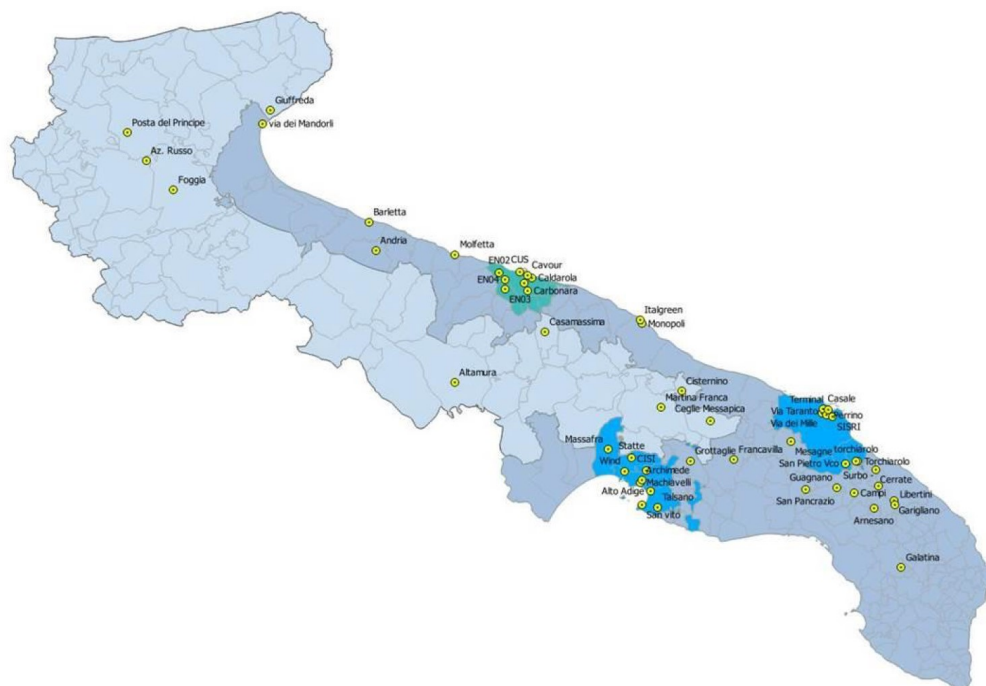 Giuffreda
via dei Mandorli
Posta del Principe
Az. Russo
Foggia
Barletta
Andria
Molfetta
EN02 CUS
Cavour
EN04
Caldarola
Carbonara
EN03
Casamassima
Italgreen
Monopoli
Altamura
Cisternino
Martina Franca
Ceglie Messapica
Terminal Casale
Via Taranto
Perrino
Via dei Mille
SISRI
Massafra
Statte
Grottaglie
Francavilla
Mesagne
torchiarolo
Wind
CISI
San Pietro Vco
Torchiarolo
Archimede
Surbo
Guagnano
Cerrate
Machiavelli
Alto Adige
Talsano
San Pancrazio
Campi
Libertini
Garigliano
San vito
Arnesano
Galatina